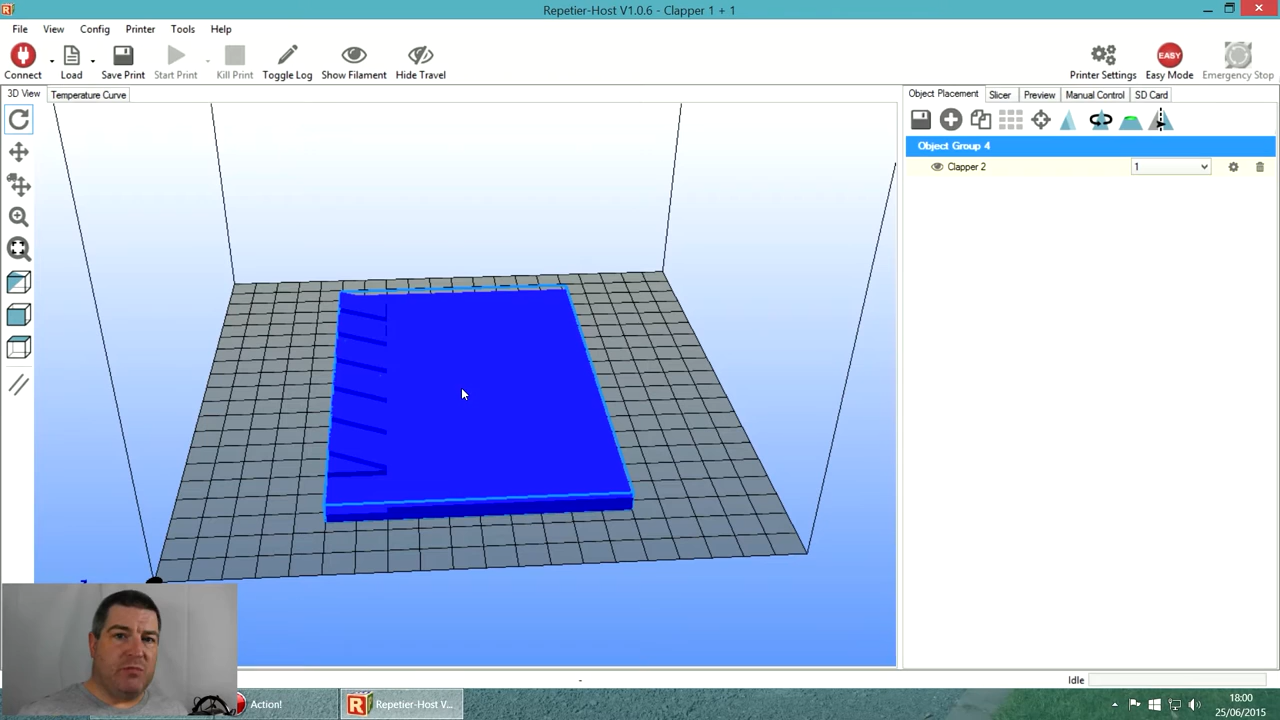 Repetier-Host V1.0.6 - Clapper 1 + 1
File View Config Printer Tools Help
Connect Load Save Print Start Print Kill Print Toggle Log Show Filament Hide Travel Printer Settings Easy Mode Emergency Stop
EASY
3D View Temperature Curve
Object Placement Slicer Preview Manual Control SD Card
Object Group 4
Clapper 2 1
- Idle
Action! Repetier-Host V...
18:00
25/06/2015